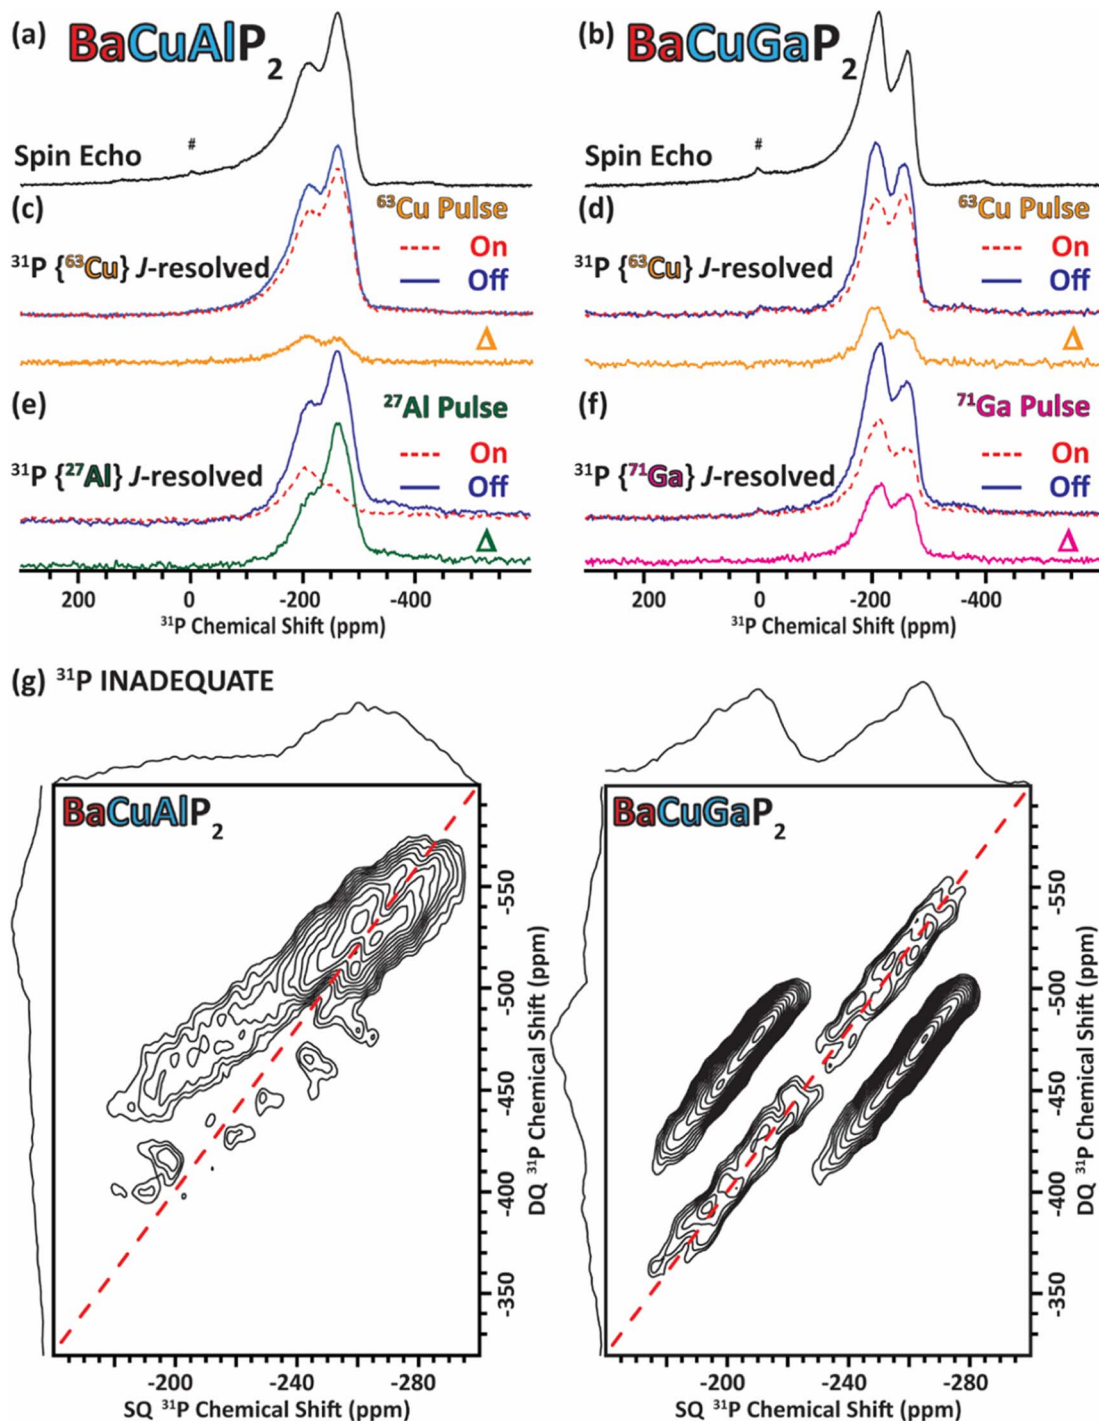 (a) BaCuAlP2
(b) BaCuGaP2
#
#
Spin Echo
Spin Echo
(c)
63Cu Pulse
31P {63Cu} J-resolved
On
Off
Δ
(d)
63Cu Pulse
31P {63Cu} J-resolved
On
Off
Δ
(e)
27Al Pulse
31P {27Al} J-resolved
On
Off
Δ
(f)
71Ga Pulse
31P {71Ga} J-resolved
On
Off
Δ
200 0 -200 -400
31P Chemical Shift (ppm)
200 0 -200 -400
31P Chemical Shift (ppm)
(g) 31P INADEQUATE
BaCuAlP2
-550
-500
-450
-400
-350
DQ 31P Chemical Shift (ppm)
-200 -240 -280
SQ 31P Chemical Shift (ppm)
BaCuGaP2
-550
-500
-450
-400
-350
DQ 31P Chemical Shift (ppm)
-200 -240 -280
SQ 31P Chemical Shift (ppm)